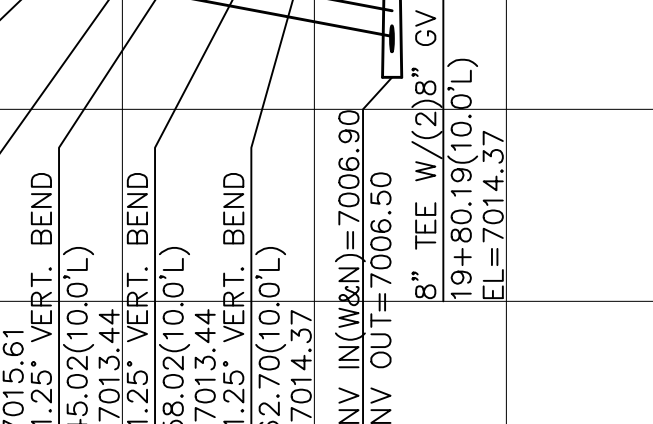 7015.61
1.25° VERT. BEND
45.02(10.0'L)
7013.44
1.25° VERT. BEND
58.02(10.0'L)
7013.44
1.25° VERT. BEND
62.70(10.0'L)
7014.37
NV IN(W&N)=7006.90
NV OUT=7006.50
8" TEE W/(2)8" GV
19+80.19(10.0'L)
EL=7014.37